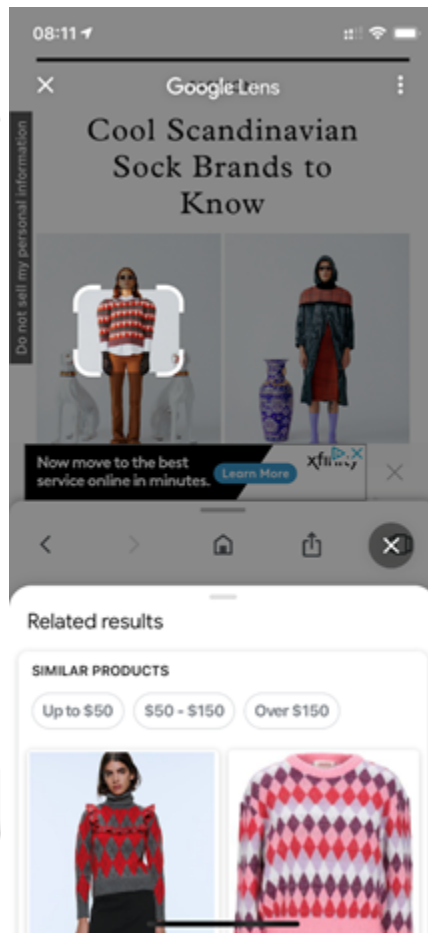 08:11
Google Lens
Cool Scandinavian
Sock Brands to
Know
Do not sell my personal information
Now move to the best
service online in minutes.
Learn More
xfinity
Related results
SIMILAR PRODUCTS
Up to $50
$50 - $150
Over $150